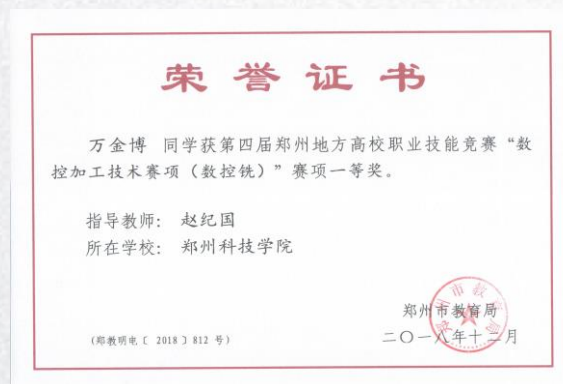 荣誉证书
万金博 同学获第四届郑州地方高校职业技能竞赛“数
控加工技术赛项（数控铣）”赛项一等奖。
指导教师： 赵纪国
所在学校： 郑州科技学院
郑州市教育局
(郑教明电〔 2018 〕812 号)
二〇一八年十二月